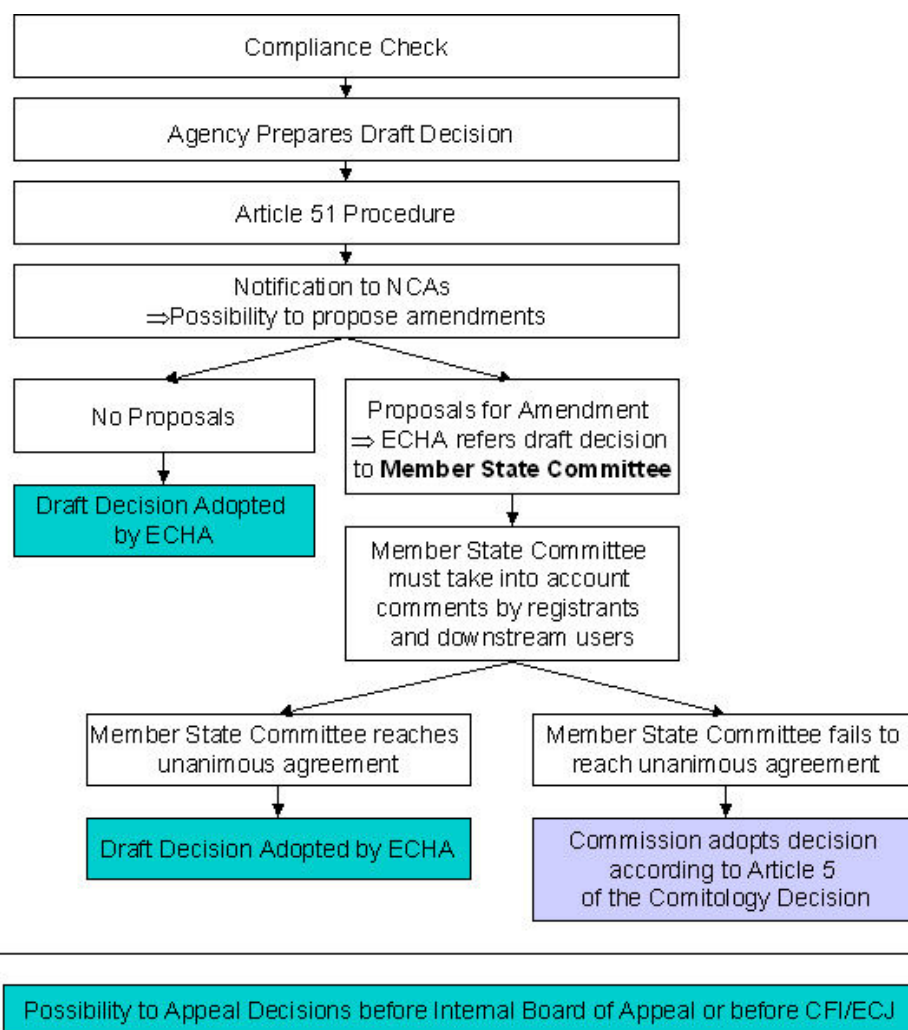 Compliance Check
Agency Prepares Draft Decision
Article 51 Procedure
Notification to NCAs
⇒Possibility to propose amendments
No Proposals
Draft Decision Adopted
by ECHA
Proposals for Amendment
⇒ ECHA refers draft decision
to Member State Committee
Member State Committee
must take into account
comments by registrants
and downstream users
Member State Committee reaches
unanimous agreement
Draft Decision Adopted by ECHA
Member State Committee fails to
reach unanimous agreement
Commission adopts decision
according to Article 5
of the Comitology Decision
Possibility to Appeal Decisions before Internal Board of Appeal or before CFI/ECJ